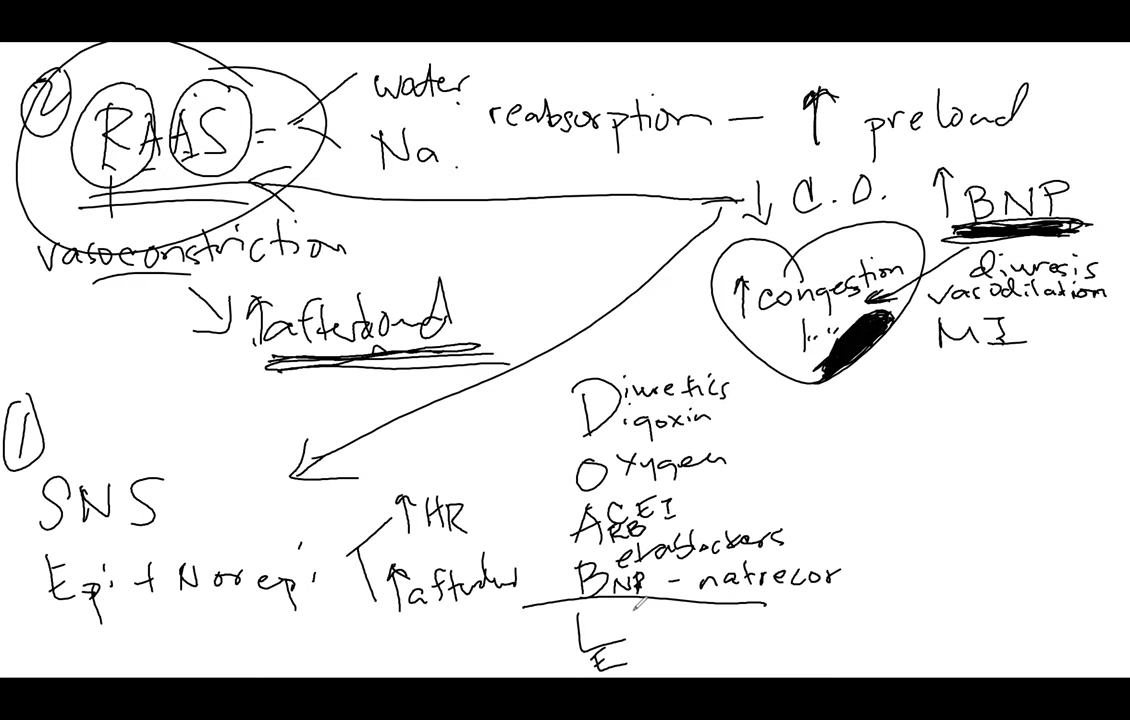 2
RAAS = water
Na
reabsorption - ↑ preload
↓ C.O. ↑ BNP
vasoconstriction
↑ afterload
↑ congestion
diuresis
vasodilation
MI
1
SNS
Epi + Norepi
↑ HR
↑ afterload
Diuretics
Digoxin
Oxygen
ACEI
ARB
Betablockers
BNP - natrecor
L
E